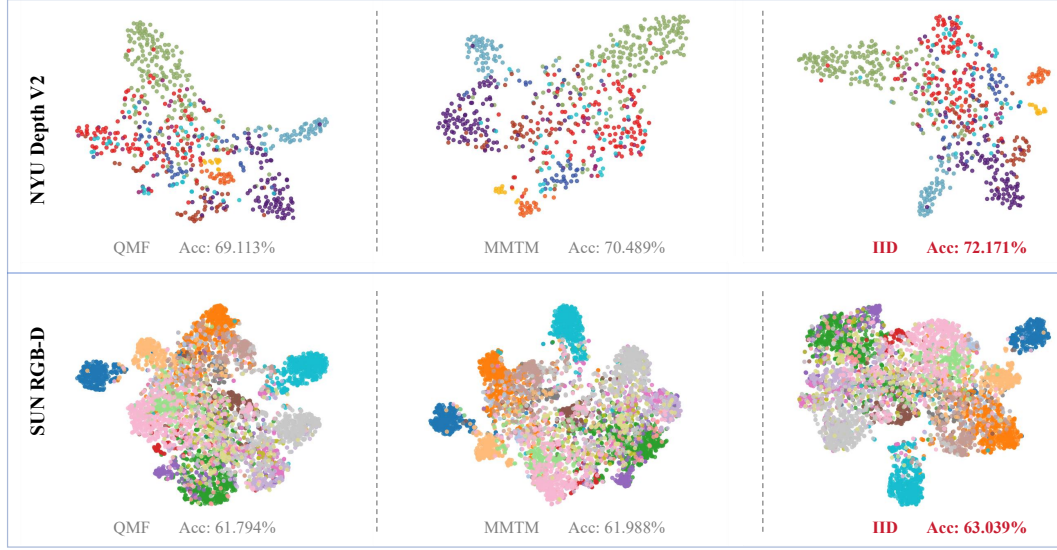 NYU Depth V2
QMF Acc: 69.113%
MMTM Acc: 70.489%
IID Acc: 72.171%
SUN RGB-D
QMF Acc: 61.794%
MMTM Acc: 61.988%
IID Acc: 63.039%